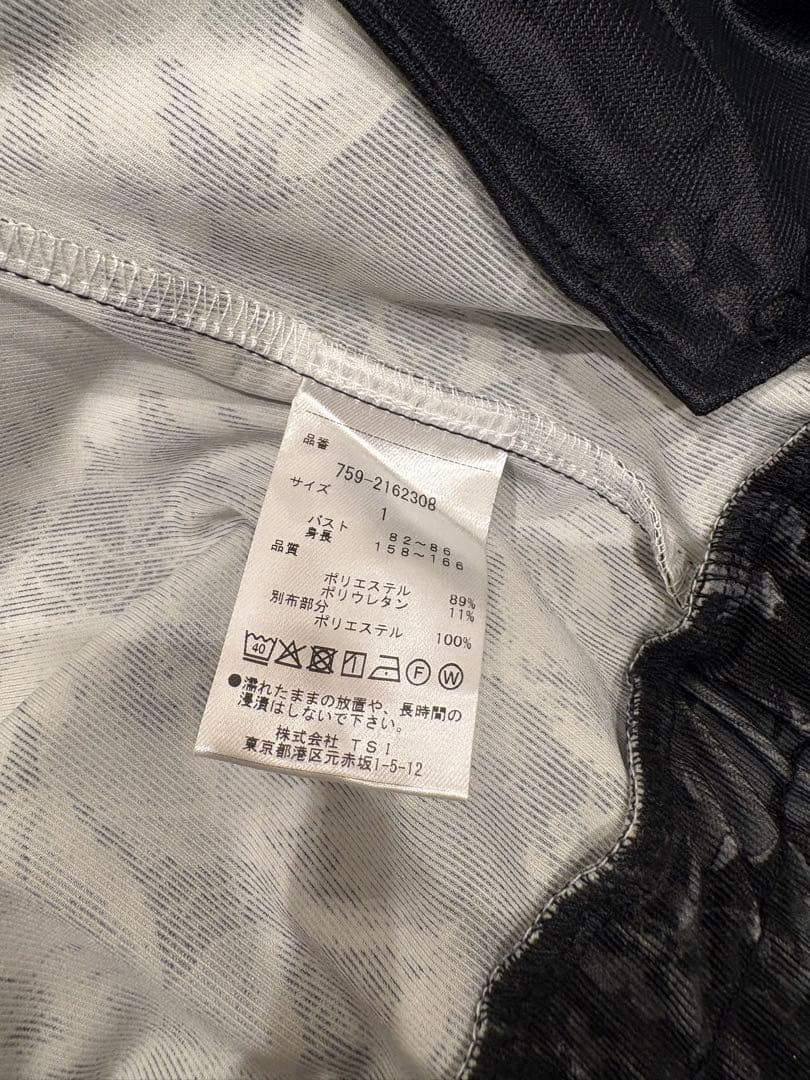 品番
759-2162308
サイズ
1
バスト 82～86
身長 158～166
品質
ポリエステル 89%
ポリウレタン 11%
別布部分
ポリエステル 100%
40 F W
●濡れたままの放置や、長時間の
浸漬はしないで下さい。
株式会社 TSI
東京都港区元赤坂1-5-12